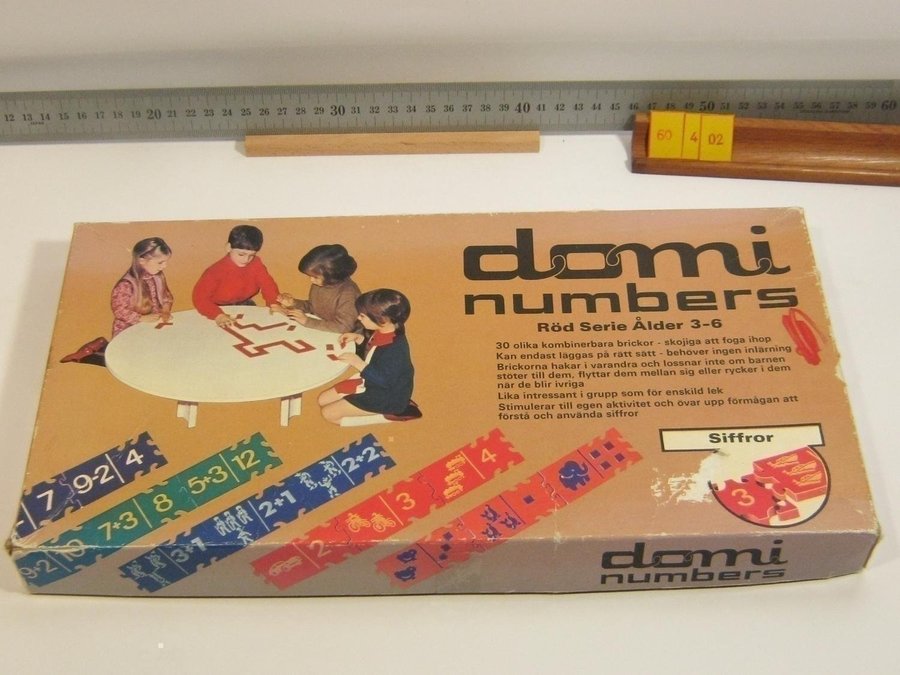 12 13 14 15 16 17 18 19 20 21 22 23 24 25 26 27 28 29 30 31 32 33 34 35 36 37 38 39 40 41 42 43 44 45 46 47 48 49 50 51 52 53 54 55 56 57 58 59 60
60 4 02
domi
numbers
Röd Serie Ålder 3-6
30 olika kombinerbara brickor - skojiga att foga ihop
Kan endast läggas på rätt sätt - behöver ingen inlärning
Brickorna hakar i varandra och lossnar inte om barnen
stöter till dem, flyttar dem mellan sig eller rycker i dem
när de blir ivriga
Lika intressant i grupp som för enskild lek
Stimulerar till egen aktivitet och övar upp förmågan att
förstå och använda siffror
Siffror
3
7 9-2 4
9-2 10 7+3 8 5+3 12
3+1 2+1 2+2
2 3 4
domi
numbers